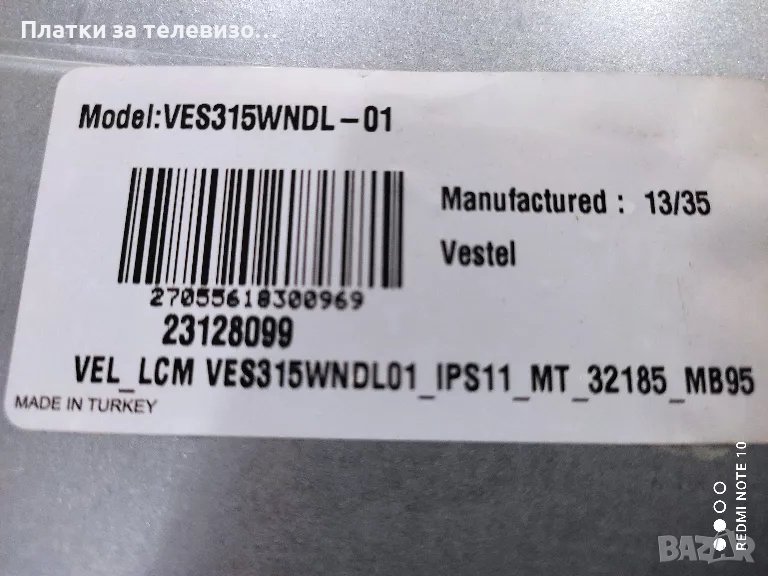 Платки за телевизо...
Model:VES315WNDL-01
Manufactured : 13/35
Vestel
27055618300969
23128099
VEL_LCM VES315WNDL01_IPS11_MT_32185_MB95
MADE IN TURKEY
REDMI NOTE 10
BAZAR